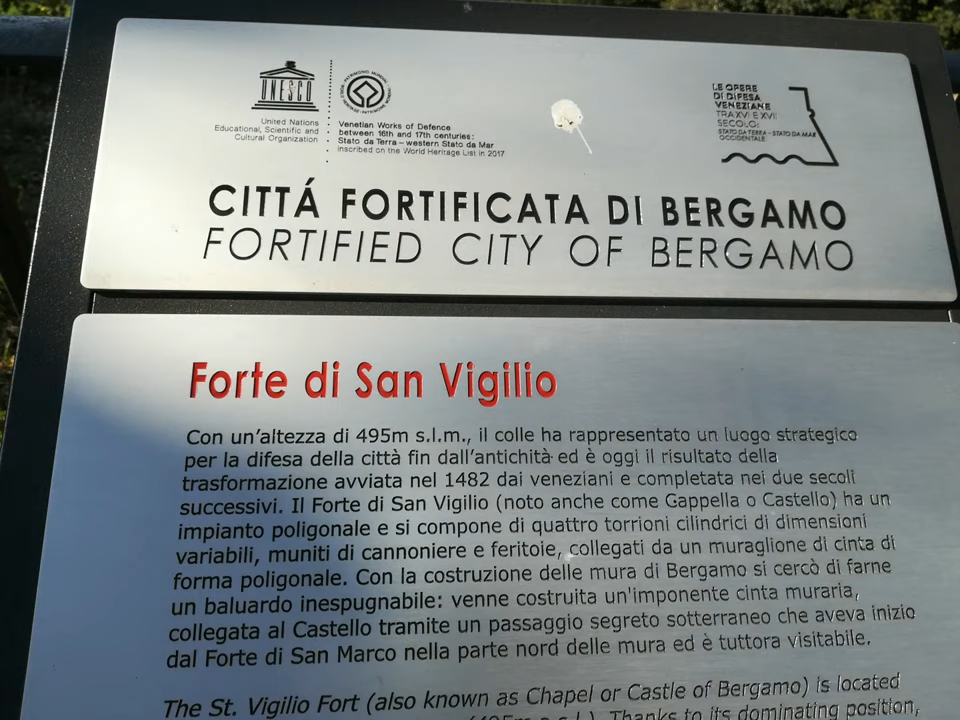 UNESCO
United Nations
Educational, Scientific and
Cultural Organization
Venetian Works of Defence
between 16th and 17th centuries:
Stato da Terra – western Stato da Mar
inscribed on the World Heritage List in 2017
LE OPERE
DI DIFESA
VENEZIANE
TRA XVI E XVII
SECOLO:
STATO DA TERRA – STATO DA MAR
OCCIDENTALE
CITTÁ FORTIFICATA DI BERGAMO
FORTIFIED CITY OF BERGAMO
Forte di San Vigilio
Con un'altezza di 495m s.l.m., il colle ha rappresentato un luogo strategico
per la difesa della città fin dall'antichità ed è oggi il risultato della
trasformazione avviata nel 1482 dai veneziani e completata nei due secoli
successivi. Il Forte di San Vigilio (noto anche come Gappella o Castello) ha un
impianto poligonale e si compone di quattro torrioni cilindrici di dimensioni
variabili, muniti di cannoniere e feritoie, collegati da un muraglione di cinta di
forma poligonale. Con la costruzione delle mura di Bergamo si cercò di farne
un baluardo inespugnabile: venne costruita un'imponente cinta muraria,
collegata al Castello tramite un passaggio segreto sotterraneo che aveva inizio
dal Forte di San Marco nella parte nord delle mura ed è tuttora visitabile.
The St. Vigilio Fort (also known as Chapel or Castle of Bergamo) is located
(495m a.s.l.). Thanks to its dominating position,